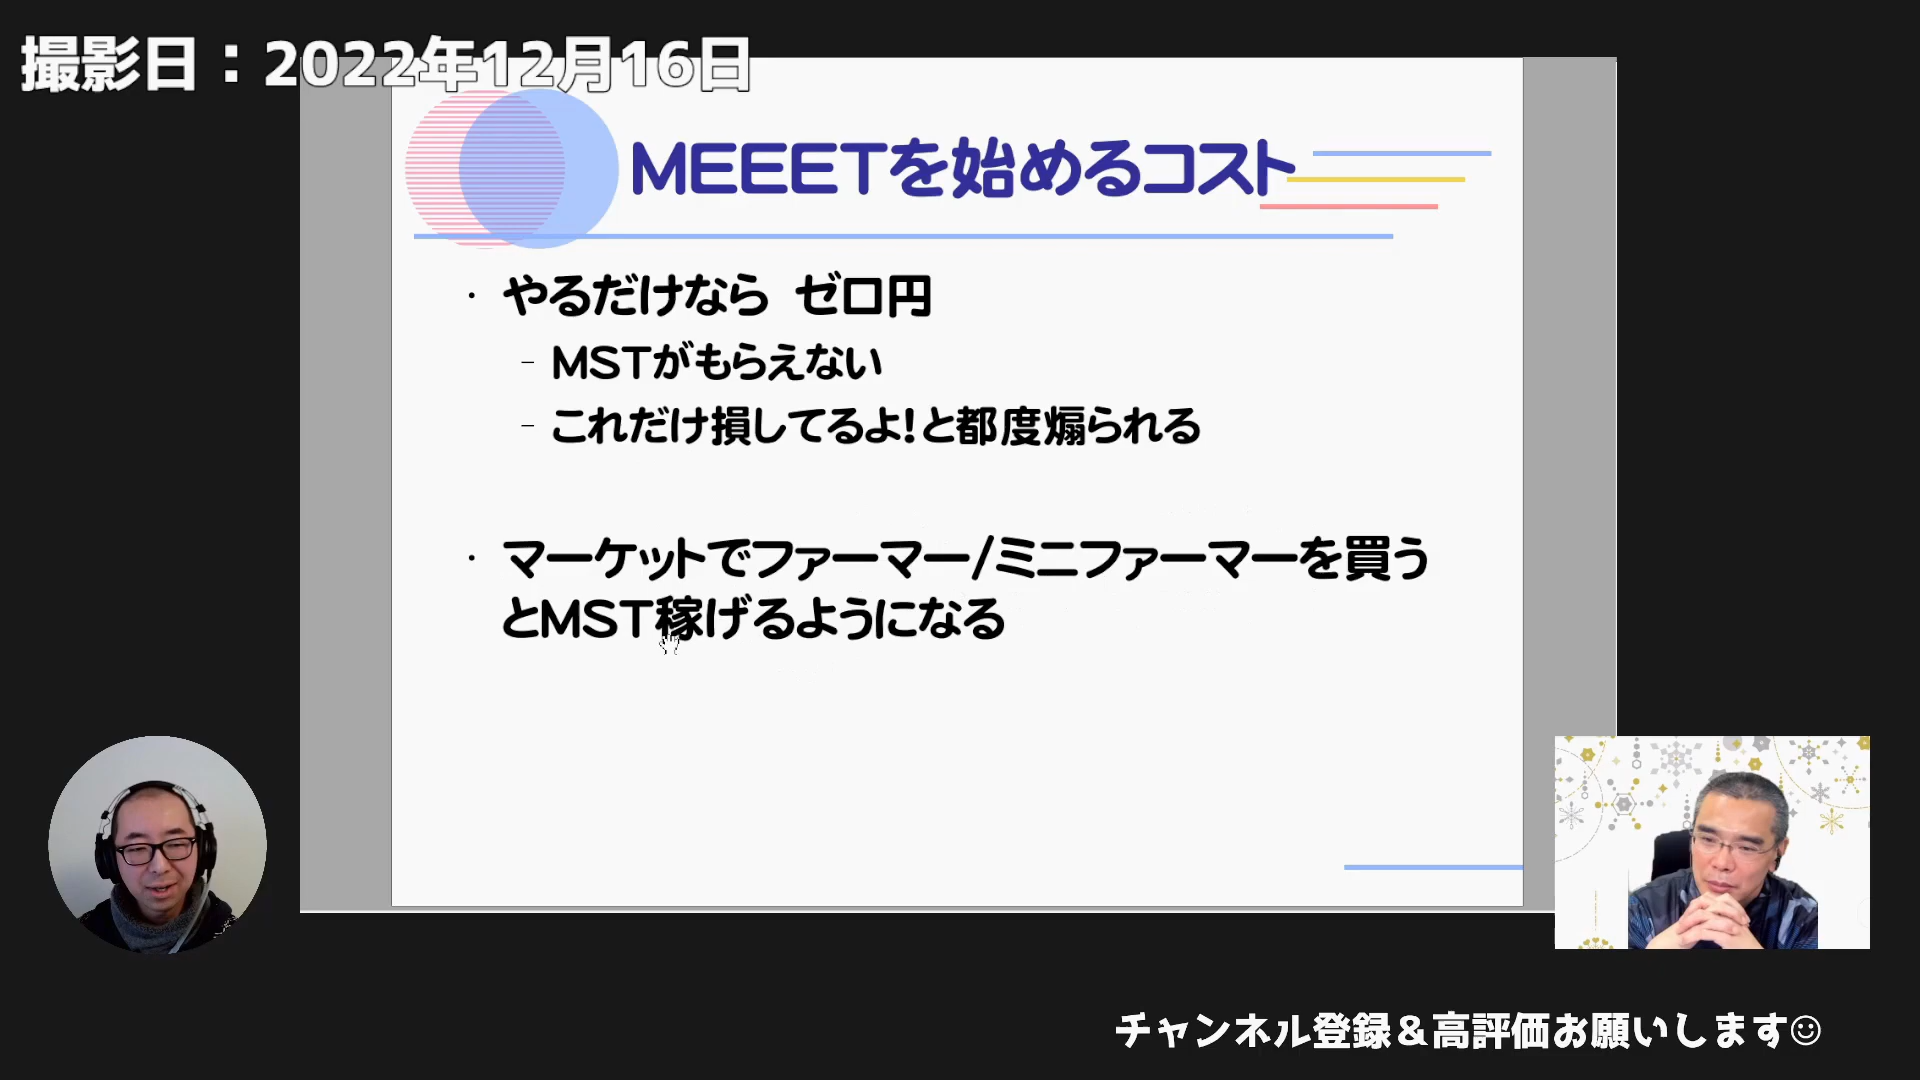 撮影日：2022年12月16日
MEEETを始めるコスト
・ やるだけなら ゼロ円
– MSTがもらえない
– これだけ損してるよ！と都度煽られる
・ マーケットでファーマー/ミニファーマーを買う
とMST稼げるようになる
チャンネル登録＆高評価お願いします☺